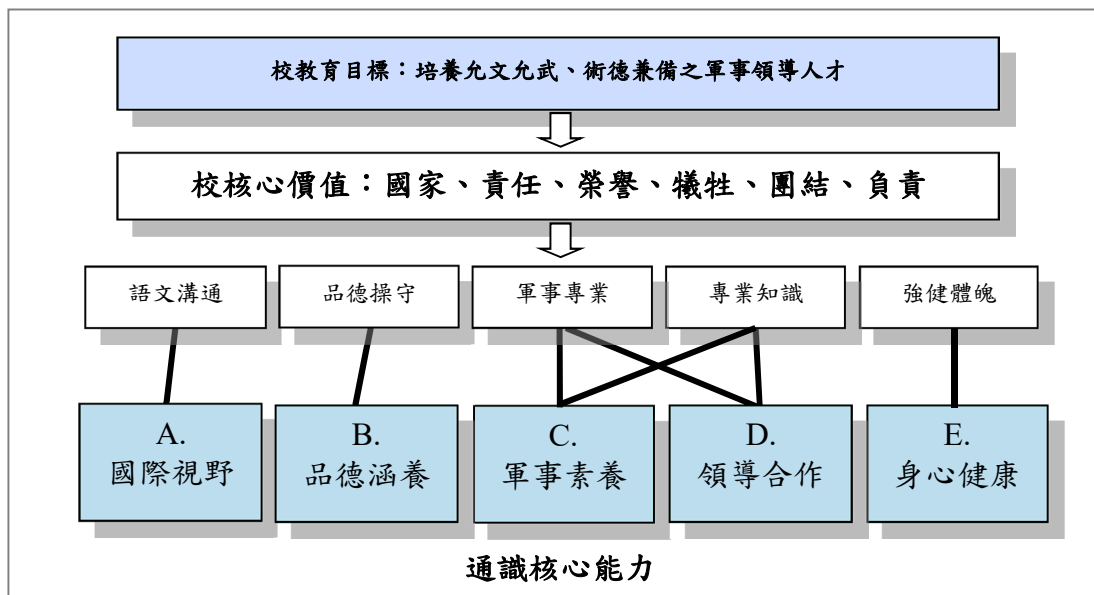 校教育目標：培養允文允武、術德兼備之軍事領導人才
校核心價值：國家、責任、榮譽、犧牲、團結、負責
語文溝通
品德操守
軍事專業
專業知識
強健體魄
A.
國際視野
B.
品德涵養
C.
軍事素養
D.
領導合作
E.
身心健康
通識核心能力